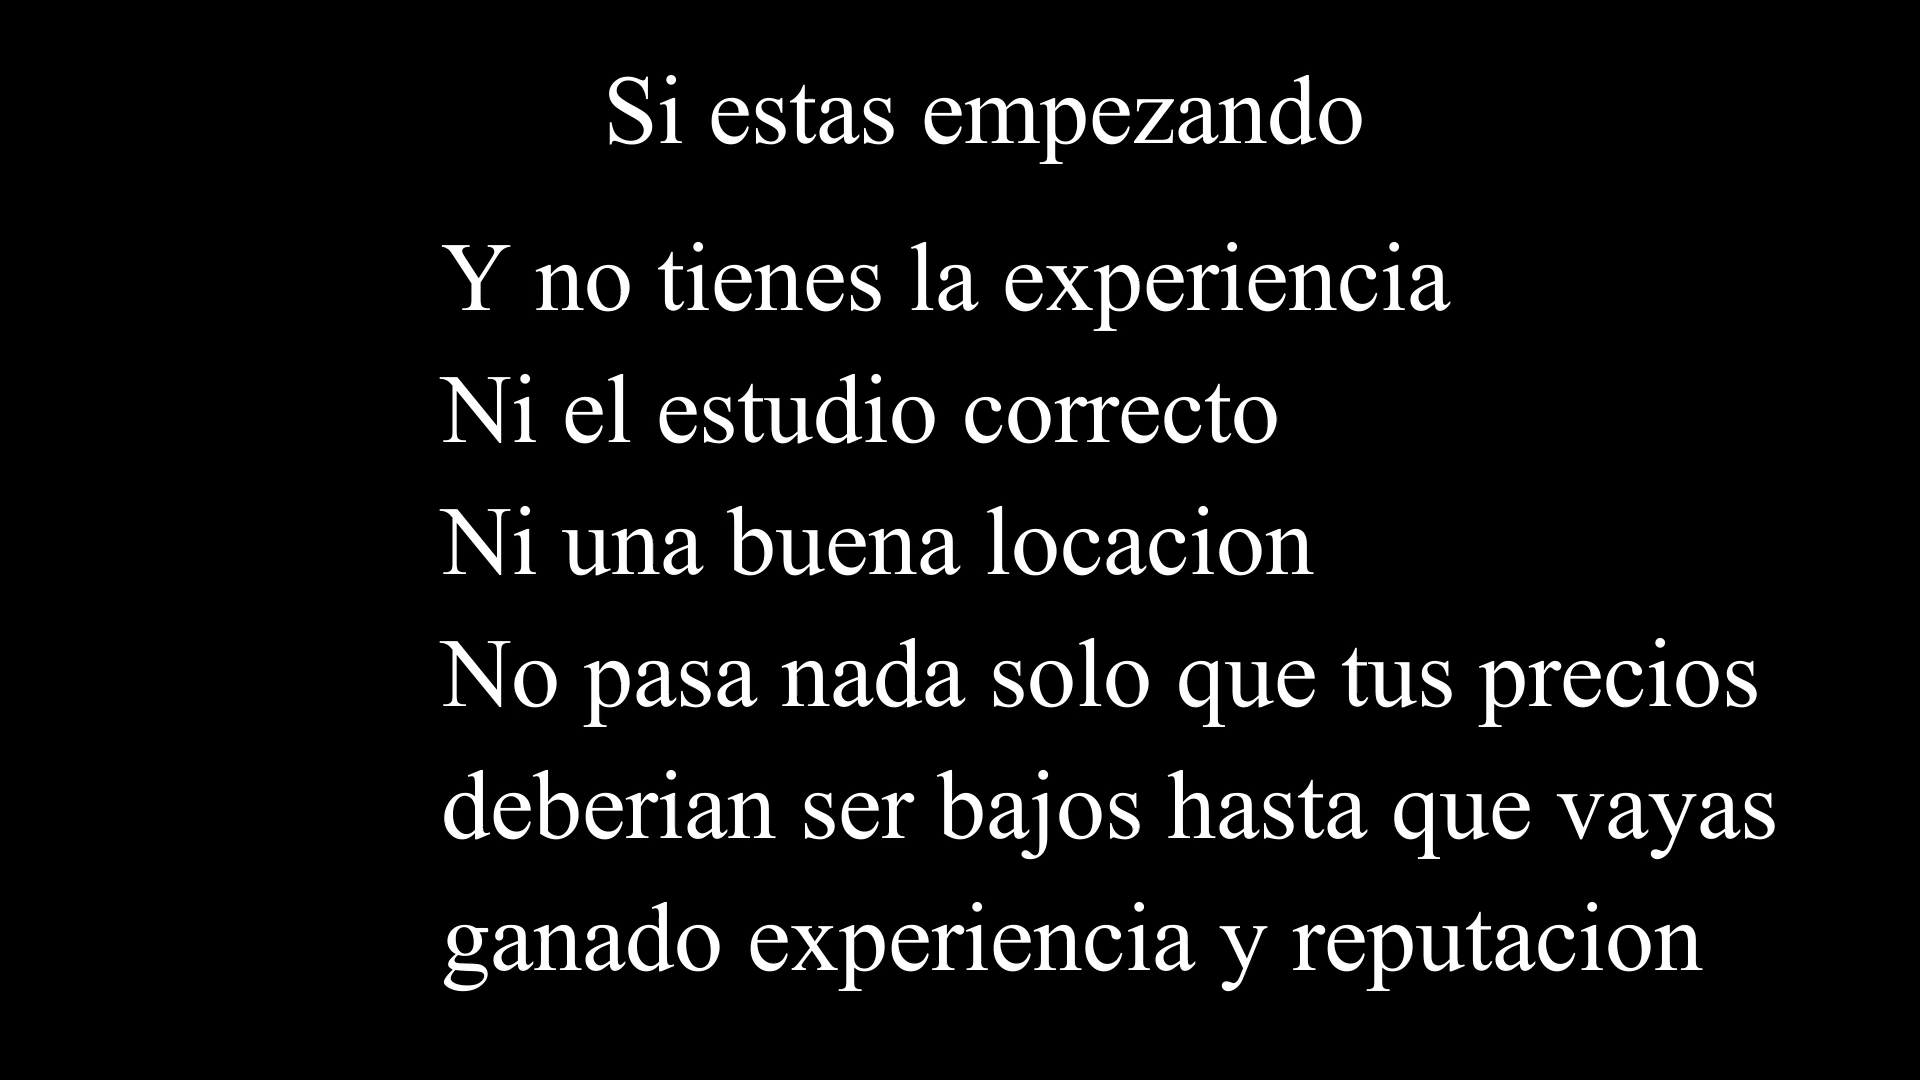 Si estas empezando
Y no tienes la experiencia
Ni el estudio correcto
Ni una buena locacion
No pasa nada solo que tus precios
deberian ser bajos hasta que vayas
ganado experiencia y reputacion